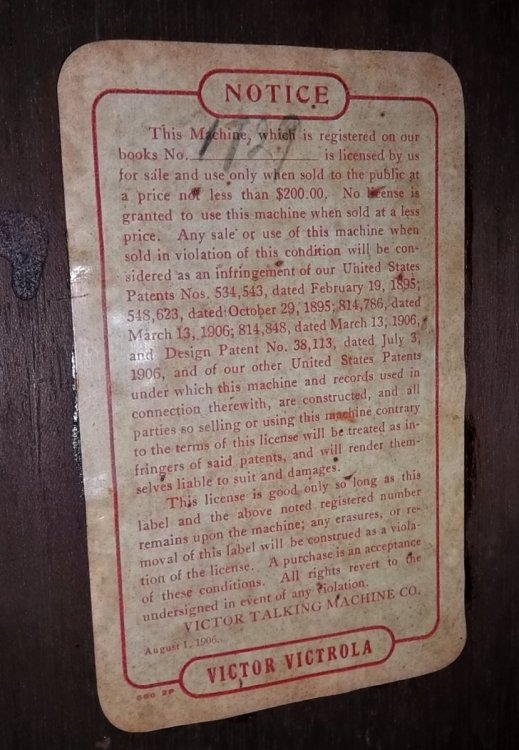 NOTICE
This Machine, which is registered on our
books No. 1729 is licensed by us
for sale and use only when sold to the public at
a price not less than $200.00. No license is
granted to use this machine when sold at a less
price. Any sale or use of this machine when
sold in violation of this condition will be con-
sidered as an infringement of our United States
Patents Nos. 534,543, dated February 19, 1895;
548,623, dated October 29, 1895; 814,786, dated
March 13, 1906; 814,848, dated March 13, 1906,
and Design Patent No. 38,113, dated July 3,
1906, and of our other United States Patents
under which this machine and records used in
connection therewith, are constructed, and all
parties so selling or using this machine contrary
to the terms of this license will be treated as in-
fringers of said patents, and will render them-
selves liable to suit and damages.
This license is good only so long as this
label and the above noted registered number
remains upon the machine; any erasures, or re-
moval of this label will be construed as a viola-
tion of the license. A purchase is an acceptance
of these conditions. All rights revert to the
undersigned in event of any violation.
VICTOR TALKING MACHINE CO.
August 1, 1906.
VICTOR VICTROLA